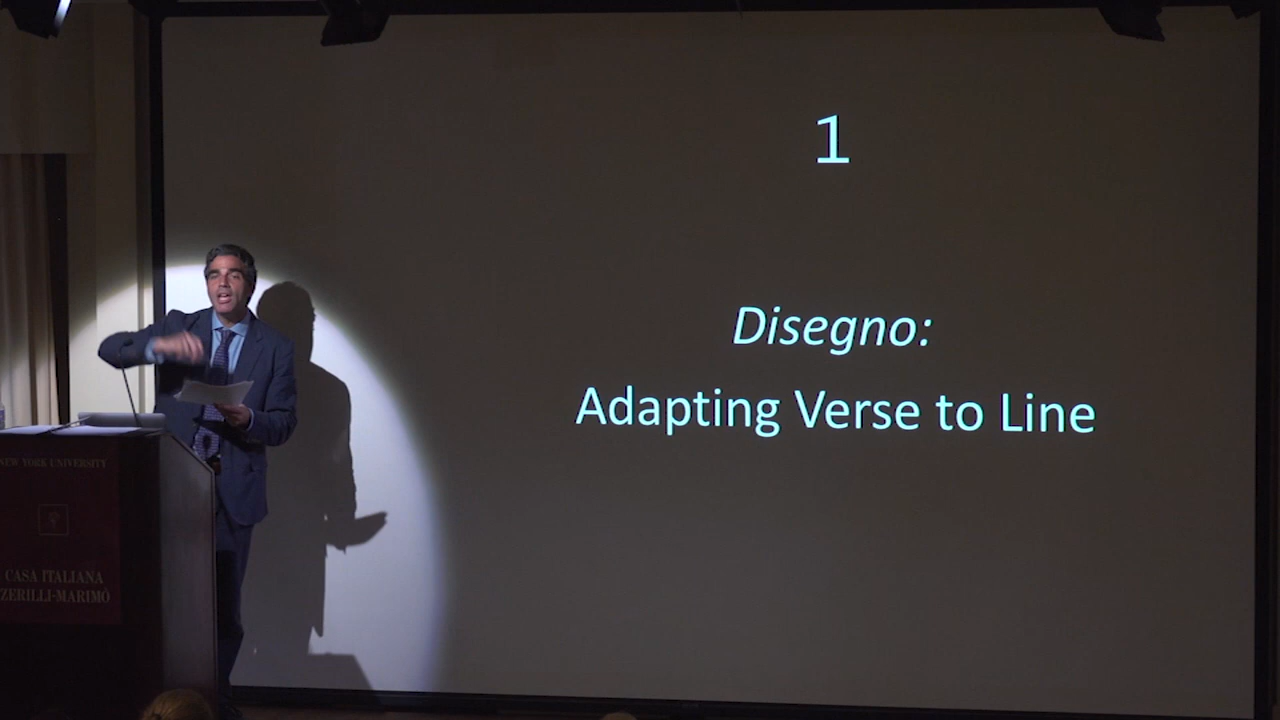 1
Disegno:
Adapting Verse to Line
NEW YORK UNIVERSITY
CASA ITALIANA
ZERILLI-MARIMÒ